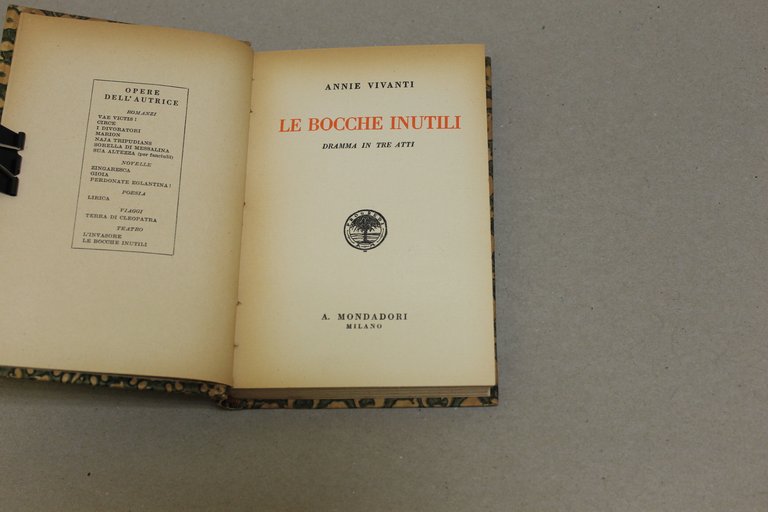 OPERE
DELL'AUTRICE
ROMANZI
VAE VICTIS!
CIRCE
I DIVORATORI
MARION
NAJA TRIPUDIANS
SORELLA DI MESSALINA
SUA ALTEZZA (per fanciulli)
NOVELLE
ZINGARESCA
GIOIA
PERDONATE EGLANTINA!
POESIA
LIRICA
VIAGGI
TERRA DI CLEOPATRA
TEATRO
L'INVASORE
LE BOCCHE INUTILI
ANNIE VIVANTI
LE BOCCHE INUTILI
DRAMMA IN TRE ATTI
A. MONDADORI
MILANO